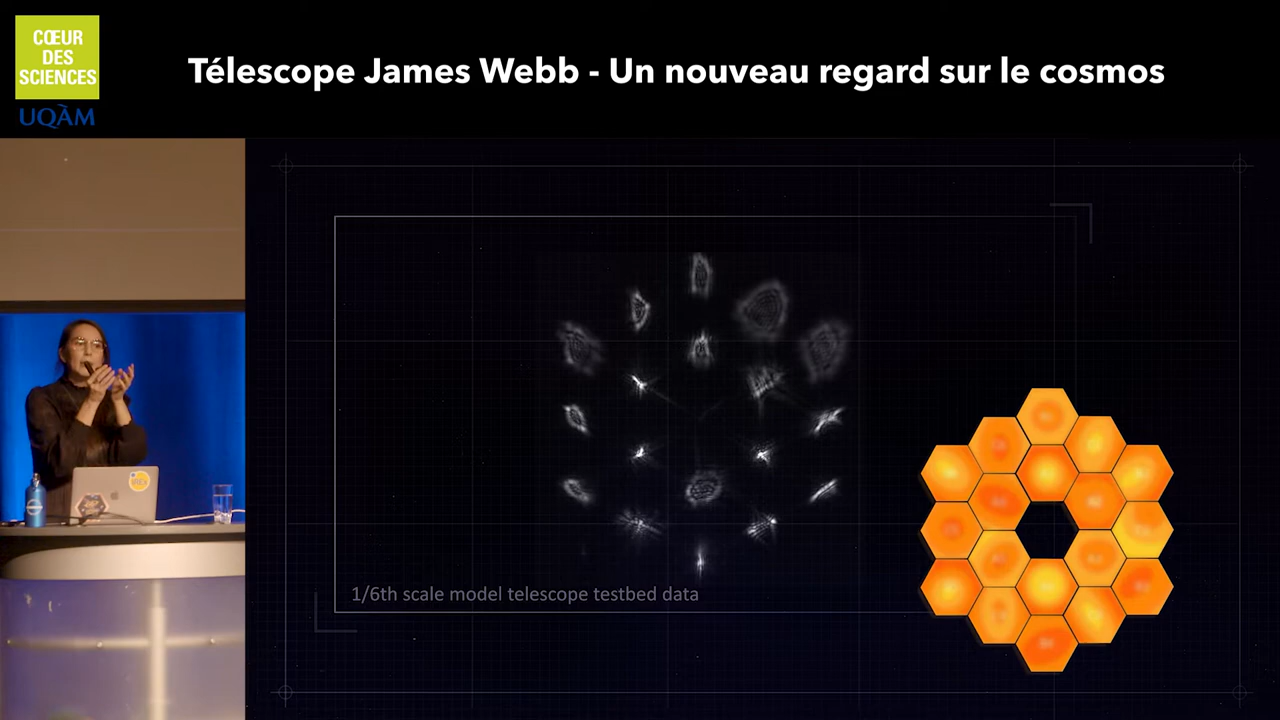 CŒUR
DES
SCIENCES
UQÀM
Télescope James Webb - Un nouveau regard sur le cosmos
1/6th scale model telescope testbed data